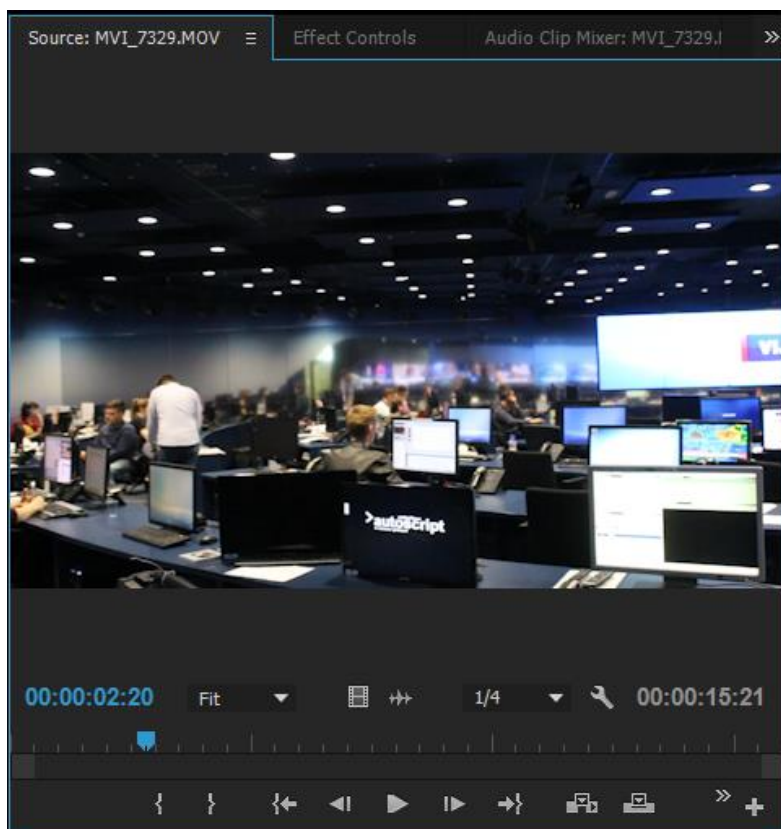 Source: MVI_7329.MOV Effect Controls Audio Clip Mixer: MVI_7329.
VI
>autoscript
00:00:02:20 Fit 1/4 00:00:15:21